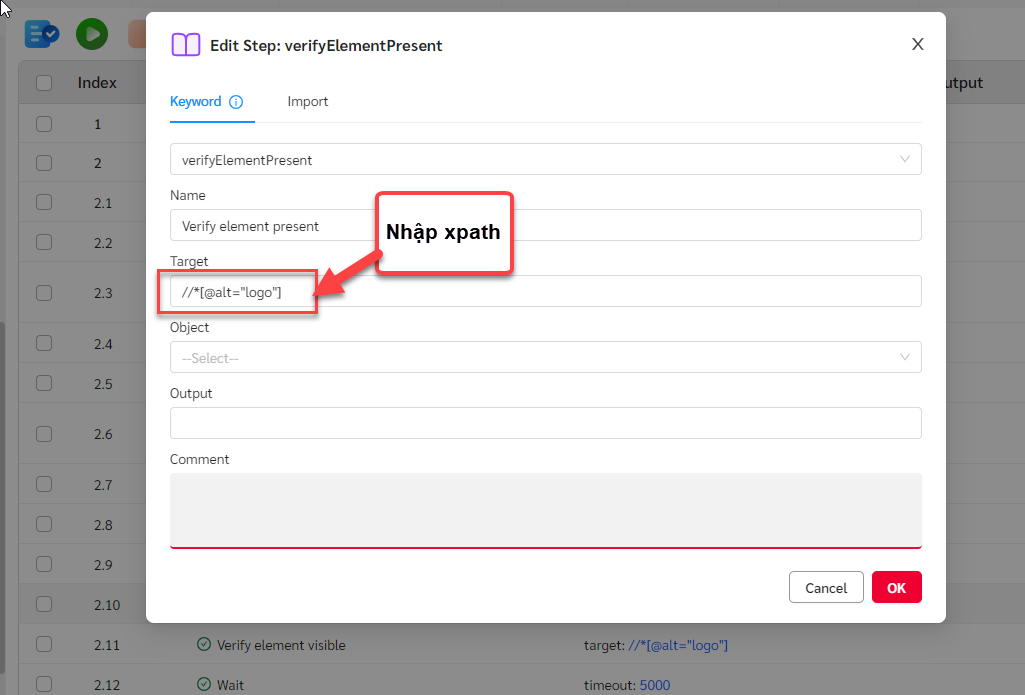 Edit Step: verifyElementPresent
Keyword
Import
Index
utput
verifyElementPresent
Name
Verify element present
Nhập xpath
Target
//*[@alt="logo"]
Object
--Select--
Output
Comment
Cancel
OK
1
2
2.1
2.2
2.3
2.4
2.5
2.6
2.7
2.8
2.9
2.10
2.11 Verify element visible target: //*[@alt="logo"]
2.12 Wait timeout: 5000